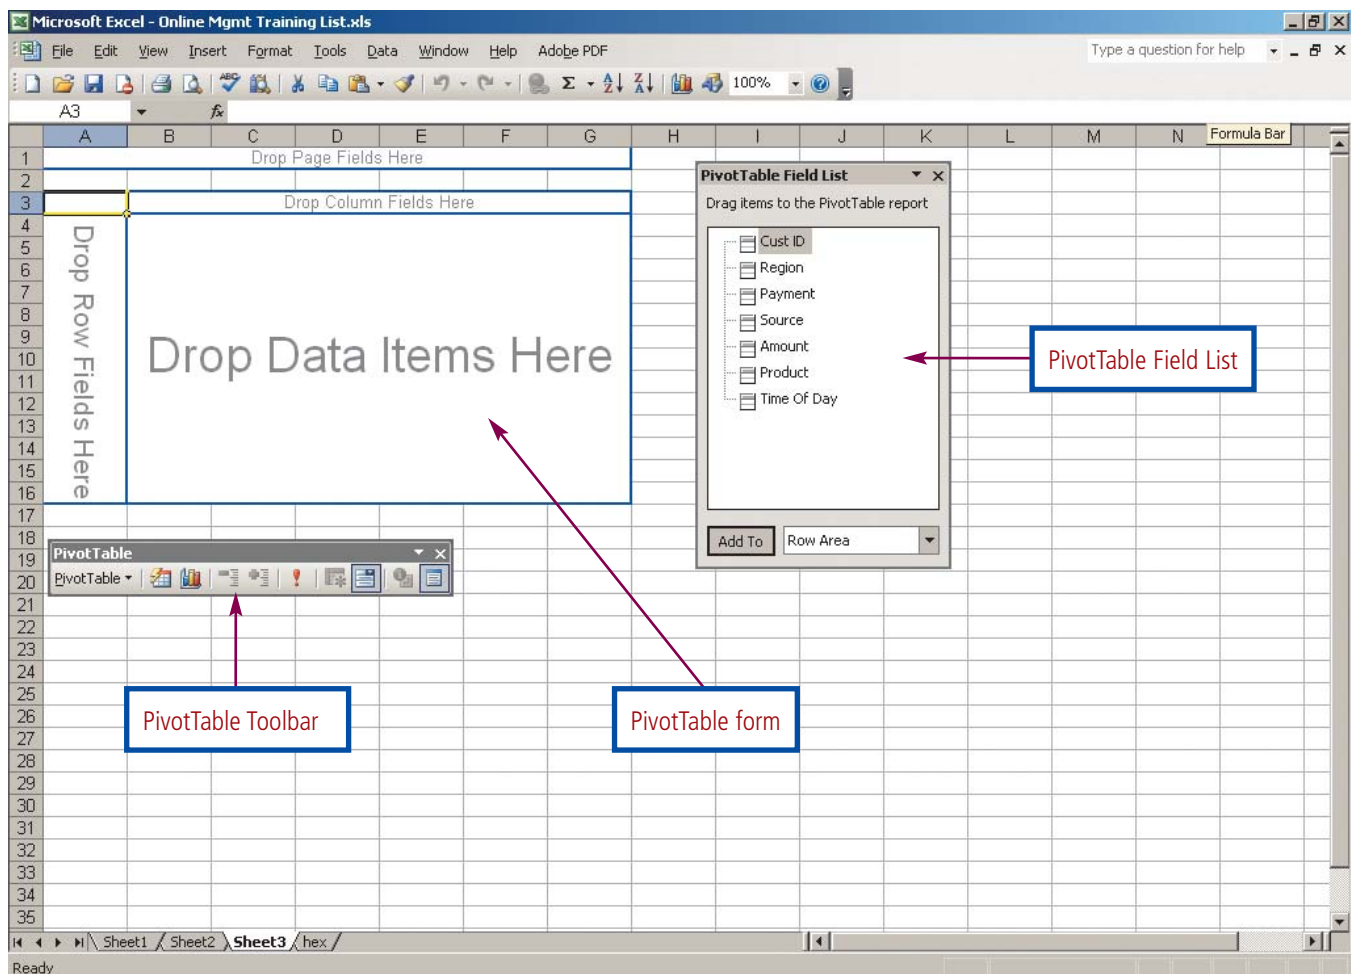 Microsoft Excel - Online Mgmt Training List.xls
File Edit View Insert Format Tools Data Window Help Adobe PDF Type a question for help
100%
A3 fx
A B C D E F G H I J K L M N Formula Bar
1 Drop Page Fields Here
2
3 Drop Column Fields Here
4
5
6
7
8
9
10
11
12
13
14
15
16
17
18
19
20
21
22
23
24
25
26
27
28
29
30
31
32
33
34
35
Drop Row Fields Here
Drop Data Items Here
PivotTable Field List
Drag items to the PivotTable report
Cust ID
Region
Payment
Source
Amount
Product
Time Of Day
Add To Row Area
PivotTable Field List
PivotTable
PivotTable
PivotTable Toolbar
PivotTable form
Sheet1 Sheet2 Sheet3 hex
Ready